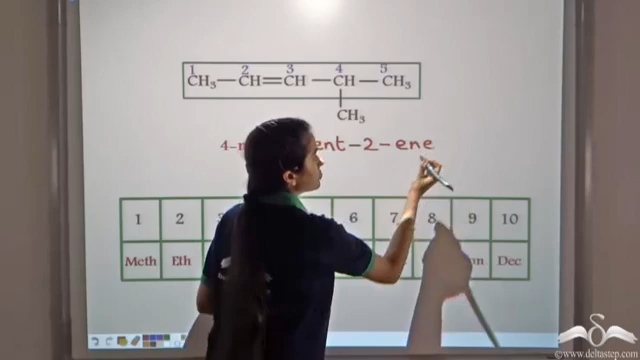 1 2 3 4 5
CH₃—CH=CH—CH—CH₃
CH₃
ent-2-ene
1 2 6 7 8 9 10
Meth Eth Dec
©www.deltastep.com